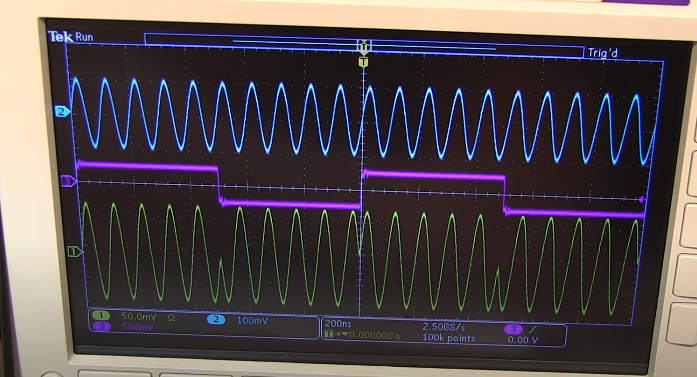 Tek Run
Trig'd
T
T
2
3
1
1 50.0mV Ω 2 100mV
3 500mV
200ns 2.50GS/s 3
T→▼0.000000 s 100k points 0.00 V